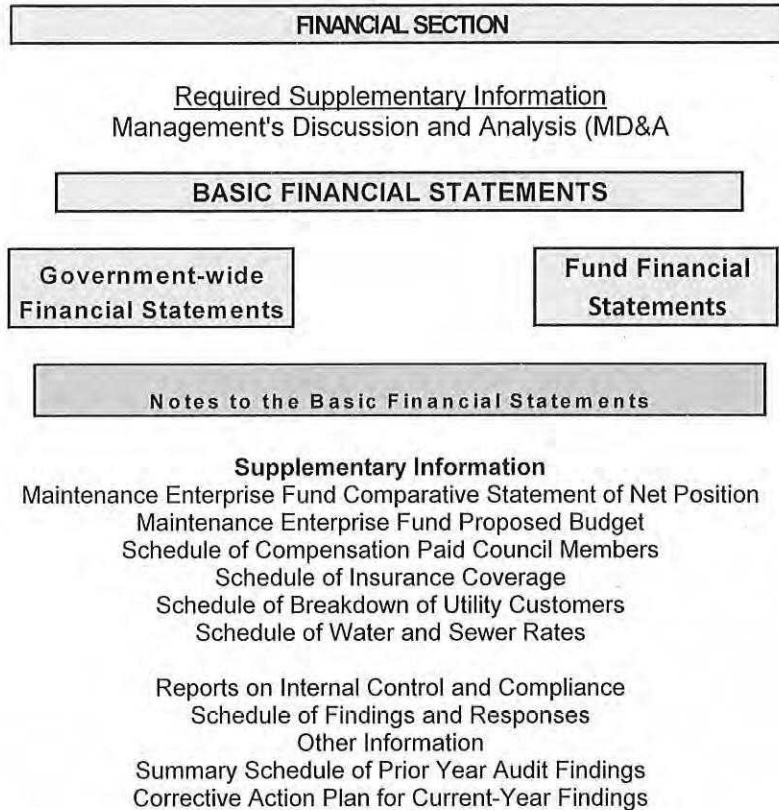 FINANCIAL SECTION
Required Supplementary Information
Management's Discussion and Analysis (MD&A
BASIC FINANCIAL STATEMENTS
Government-wide
Financial Statements
Fund Financial
Statements
Notes to the Basic Financial Statements
Supplementary Information
Maintenance Enterprise Fund Comparative Statement of Net Position
Maintenance Enterprise Fund Proposed Budget
Schedule of Compensation Paid Council Members
Schedule of Insurance Coverage
Schedule of Breakdown of Utility Customers
Schedule of Water and Sewer Rates
Reports on Internal Control and Compliance
Schedule of Findings and Responses
Other Information
Summary Schedule of Prior Year Audit Findings
Corrective Action Plan for Current-Year Findings